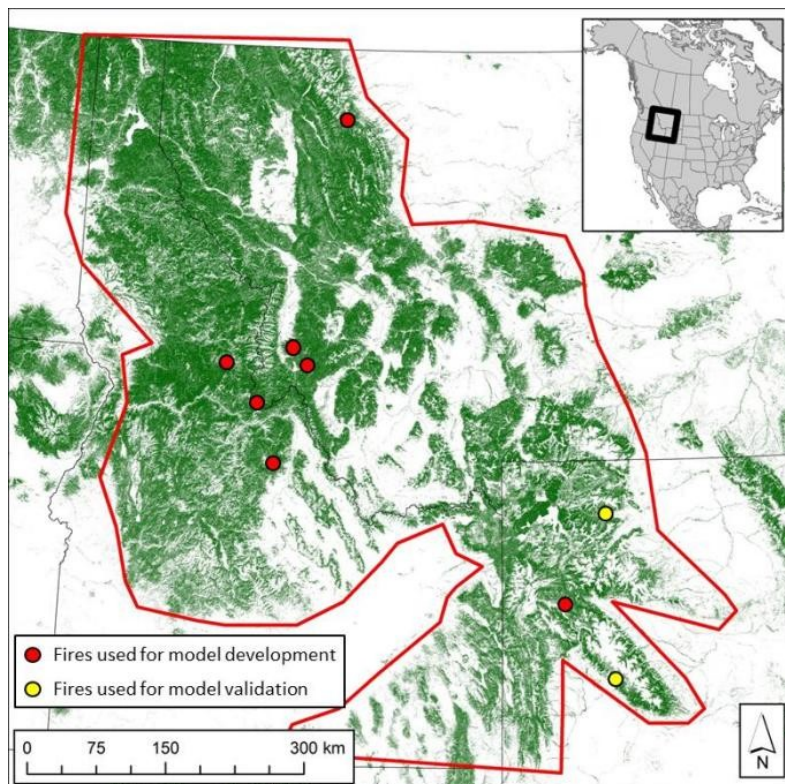 Fires used for model development
Fires used for model validation
0 75 150 300 km
N